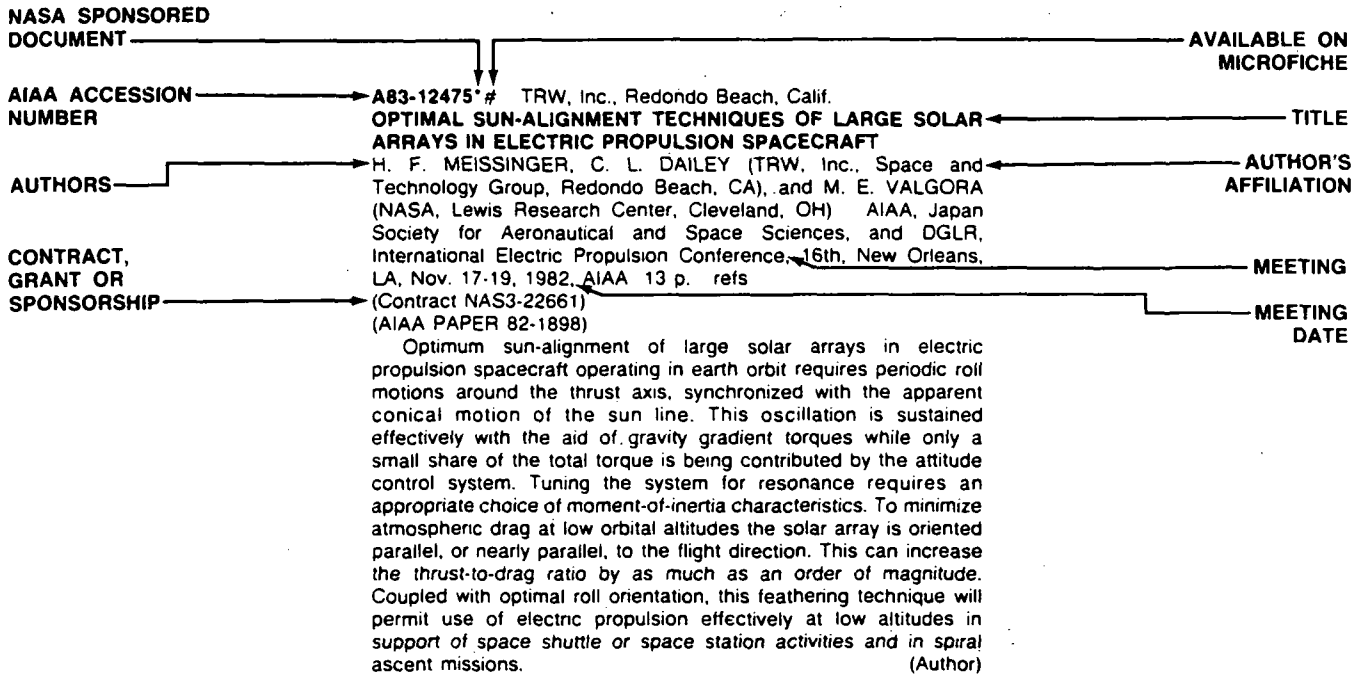 NASA SPONSORED
DOCUMENT
AVAILABLE ON
MICROFICHE
AIAA ACCESSION
NUMBER
A83-12475*# TRW, Inc., Redondo Beach, Calif.
OPTIMAL SUN-ALIGNMENT TECHNIQUES OF LARGE SOLAR
ARRAYS IN ELECTRIC PROPULSION SPACECRAFT
TITLE
AUTHORS
H. F. MEISSINGER, C. L. DAILEY (TRW, Inc., Space and
Technology Group, Redondo Beach, CA), and M. E. VALGORA
(NASA, Lewis Research Center, Cleveland, OH) AIAA, Japan
Society for Aeronautical and Space Sciences, and DGLR,
International Electric Propulsion Conference, 16th, New Orleans,
LA, Nov. 17-19, 1982, AIAA 13 p. refs
AUTHOR'S
AFFILIATION
MEETING
MEETING
DATE
CONTRACT,
GRANT OR
SPONSORSHIP
(Contract NAS3-22661)
(AIAA PAPER 82-1898)
Optimum sun-alignment of large solar arrays in electric
propulsion spacecraft operating in earth orbit requires periodic roll
motions around the thrust axis, synchronized with the apparent
conical motion of the sun line. This oscillation is sustained
effectively with the aid of gravity gradient torques while only a
small share of the total torque is being contributed by the attitude
control system. Tuning the system for resonance requires an
appropriate choice of moment-of-inertia characteristics. To minimize
atmospheric drag at low orbital altitudes the solar array is oriented
parallel, or nearly parallel, to the flight direction. This can increase
the thrust-to-drag ratio by as much as an order of magnitude.
Coupled with optimal roll orientation, this feathering technique will
permit use of electric propulsion effectively at low altitudes in
support of space shuttle or space station activities and in spiral
ascent missions. (Author)